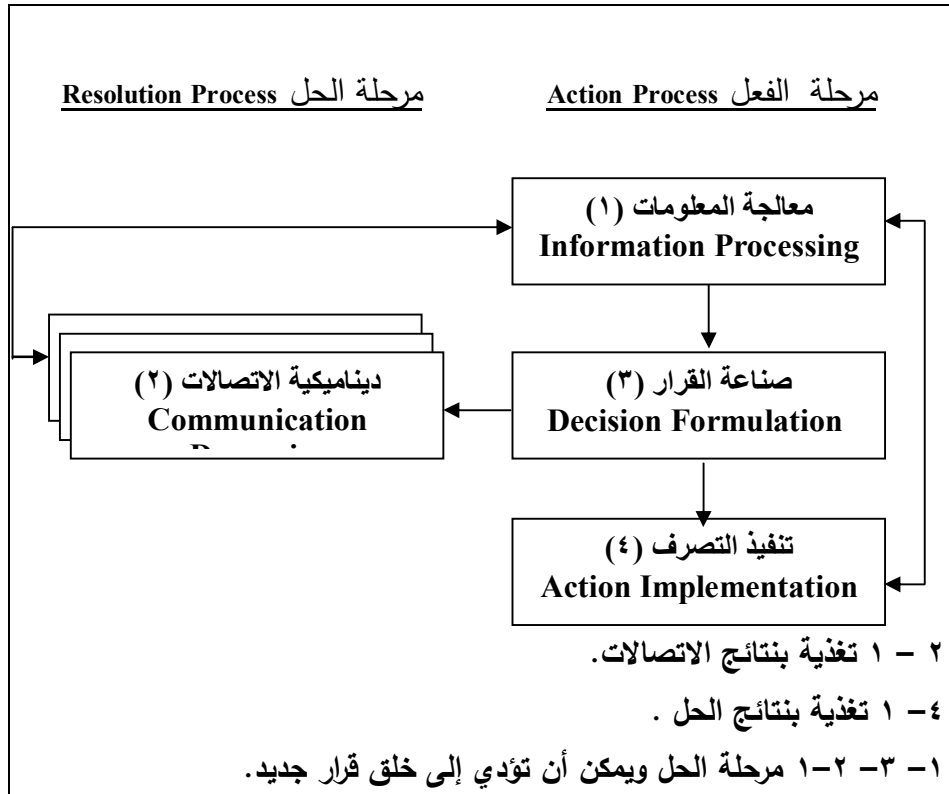 مرحلة الفعل Action Process
مرحلة الحل Resolution Process
معالجة المعلومات (١)
Information Processing
صناعة القرار (٣)
Decision Formulation
ديناميكية الاتصالات (٢)
Communication
تنفيذ التصرف (٤)
Action Implementation
٢ – ١ تغذية بنتائج الاتصالات.
٤– ١ تغذية بنتائج الحل .
١– ٣– ٢–١ مرحلة الحل ويمكن أن تؤدي إلى خلق قرار جديد.